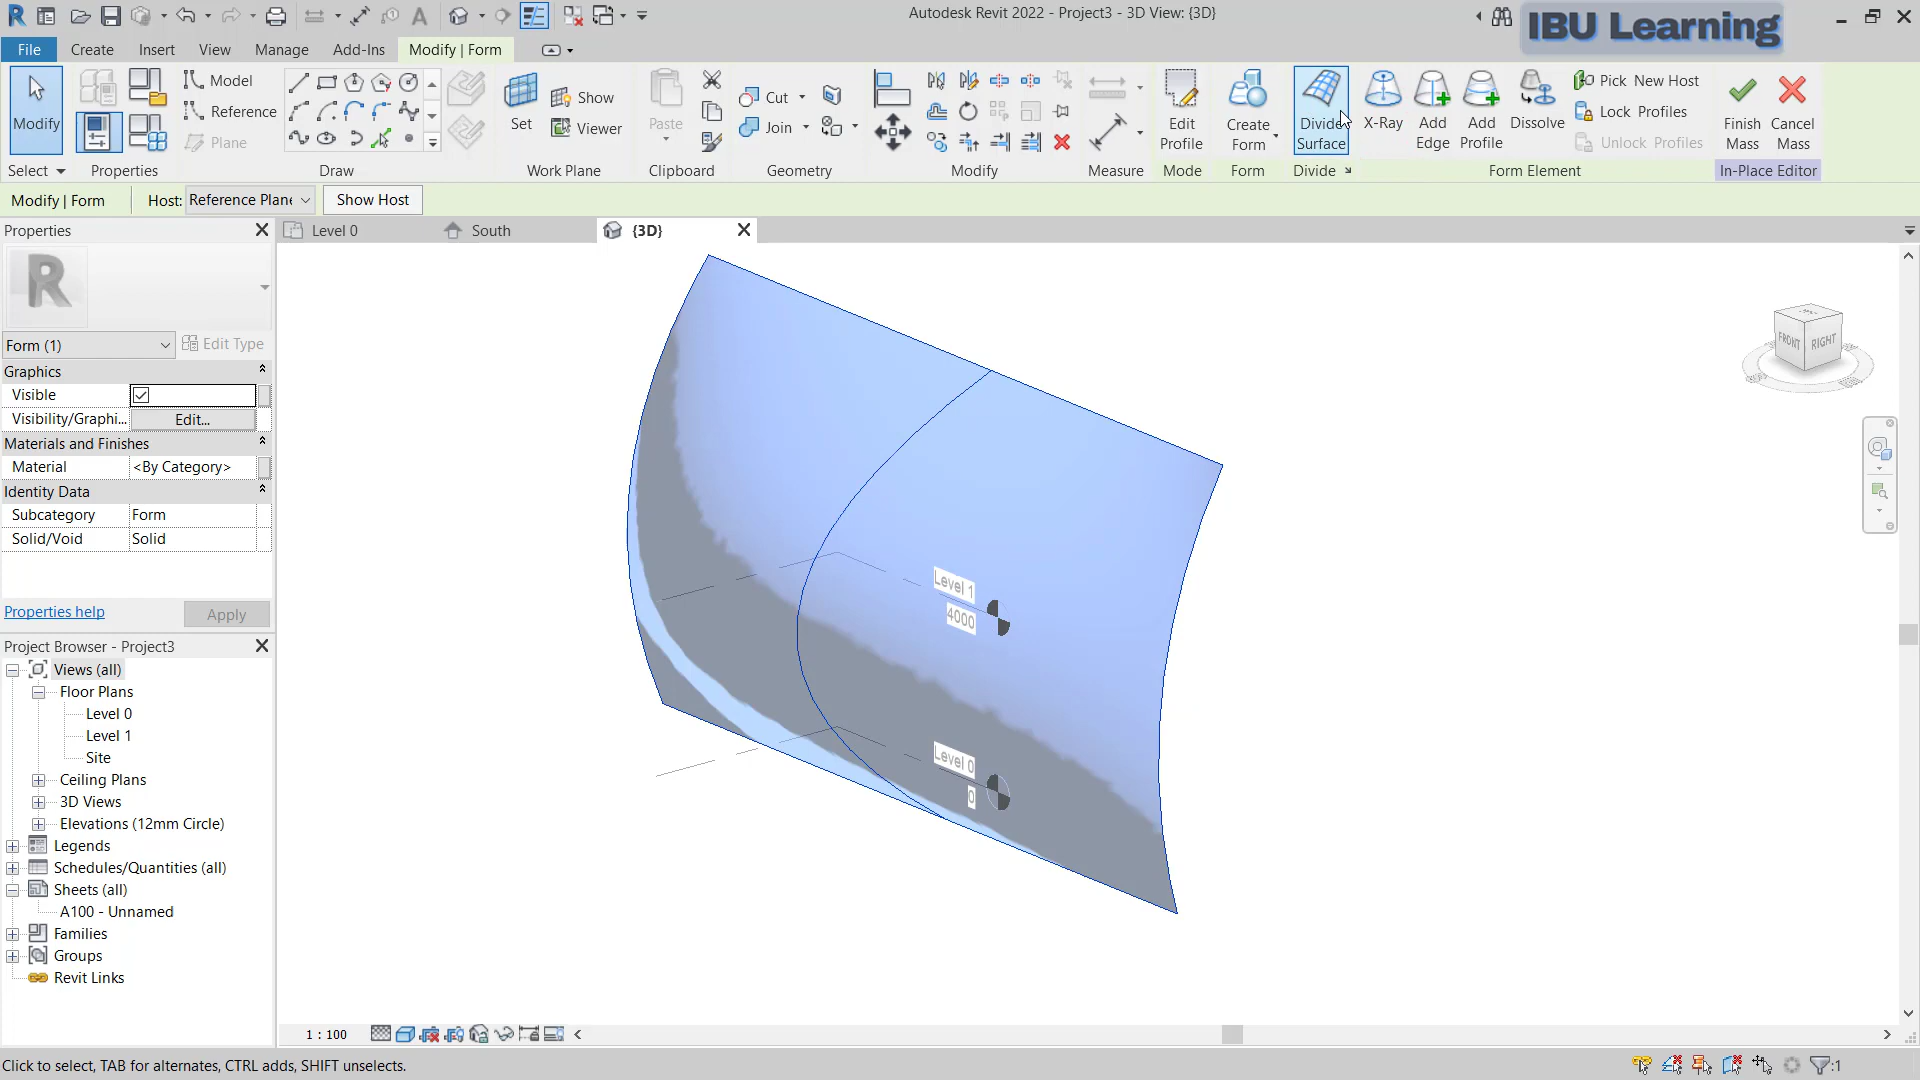 Autodesk Revit 2022 - Project3 - 3D View: {3D}
IBU Learning
File Create Insert View Manage Add-Ins Modify | Form
Modify
Model
Reference
Plane
Set
Show
Viewer
Paste
Cut
Join
Edit Profile
Create Form
Divide Surface
X-Ray
Add Edge
Add Profile
Dissolve
Pick New Host
Lock Profiles
Unlock Profiles
Finish Mass
Cancel Mass
Select Properties Draw Work Plane Clipboard Geometry Modify Measure Mode Form Divide Form Element In-Place Editor
Modify | Form Host: Reference Plane Show Host
Properties
Level 0
South
{3D}
R
Form (1)
Edit Type
Graphics
Visible
Visibility/Graphi... Edit...
Materials and Finishes
Material <By Category>
Identity Data
Subcategory Form
Solid/Void Solid
Properties help Apply
Project Browser - Project3
Views (all)
Floor Plans
Level 0
Level 1
Site
Ceiling Plans
3D Views
Elevations (12mm Circle)
Legends
Schedules/Quantities (all)
Sheets (all)
A100 - Unnamed
Families
Groups
Revit Links
Level 1
4000
Level 0
0
FRONT RIGHT
1 : 100
Click to select, TAB for alternates, CTRL adds, SHIFT unselects.
:1